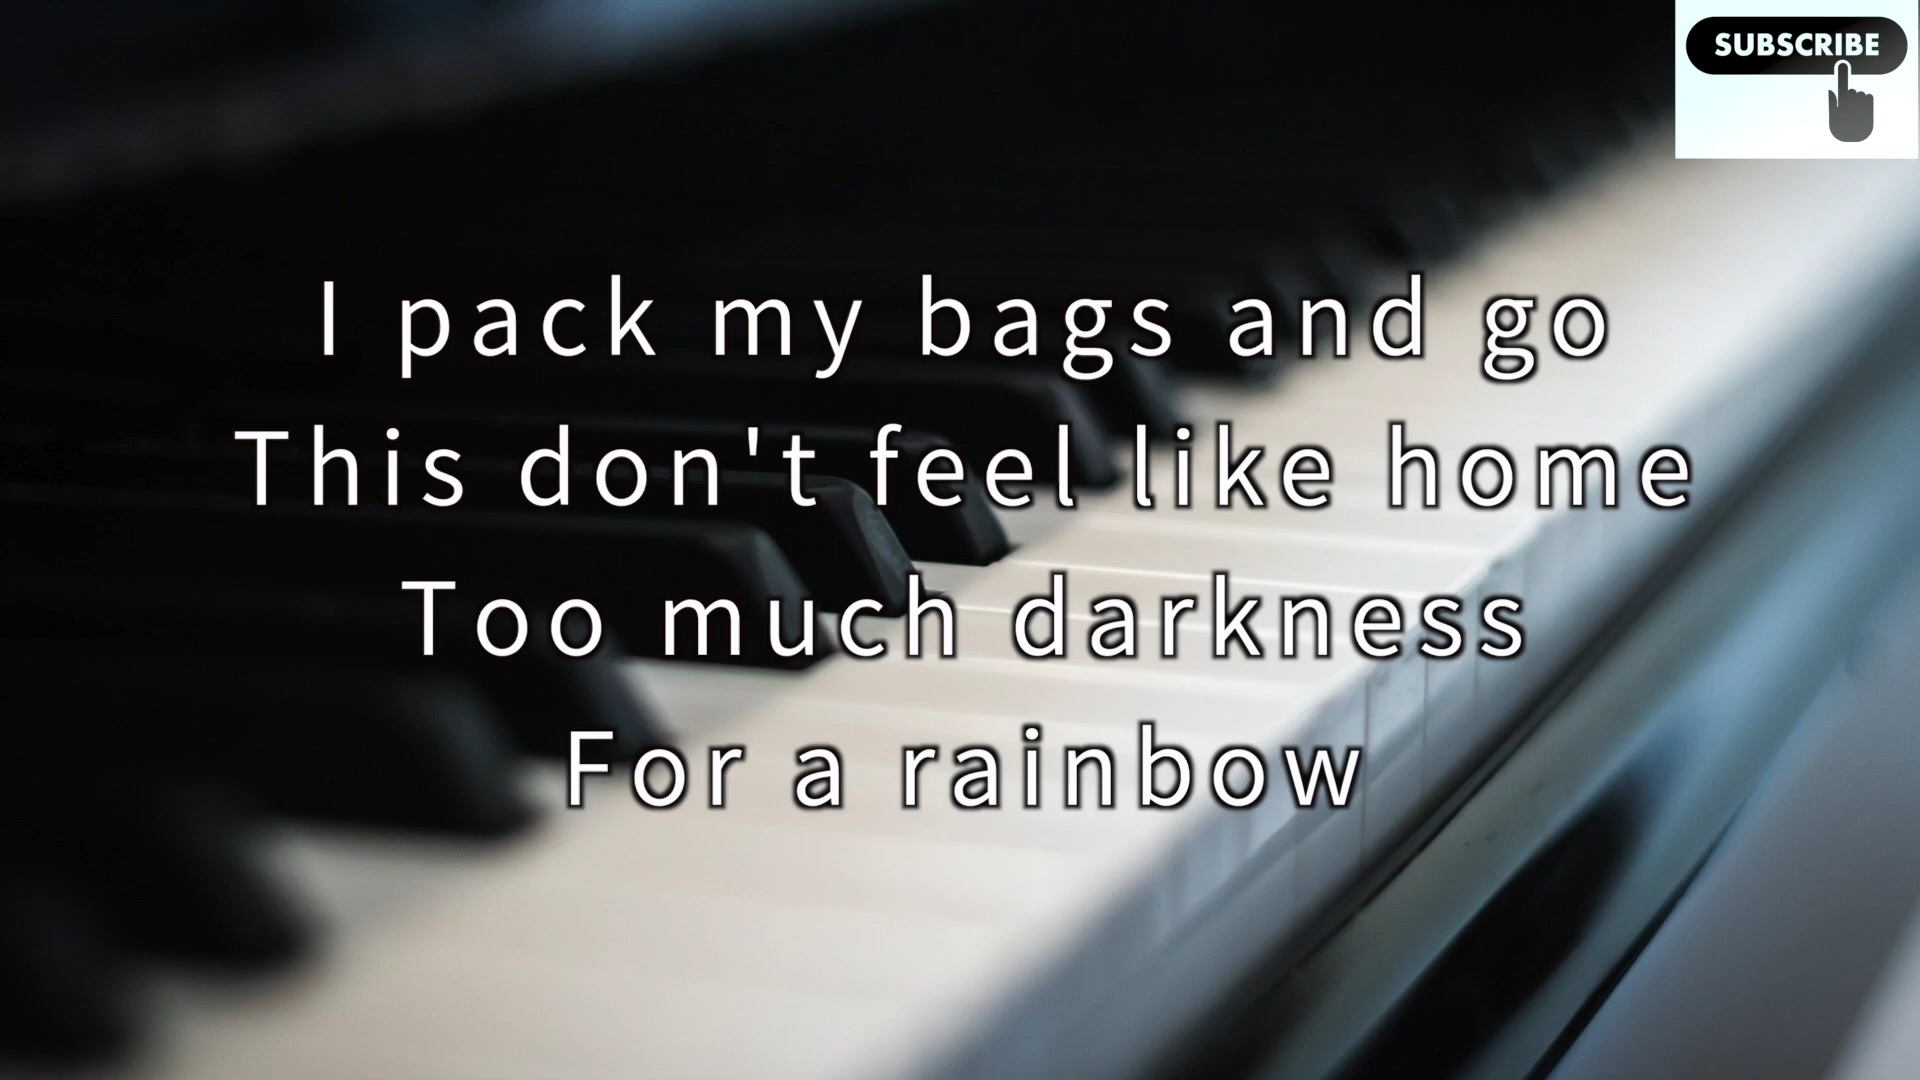 SUBSCRIBE
I pack my bags and go
This don't feel like home
Too much darkness
For a rainbow